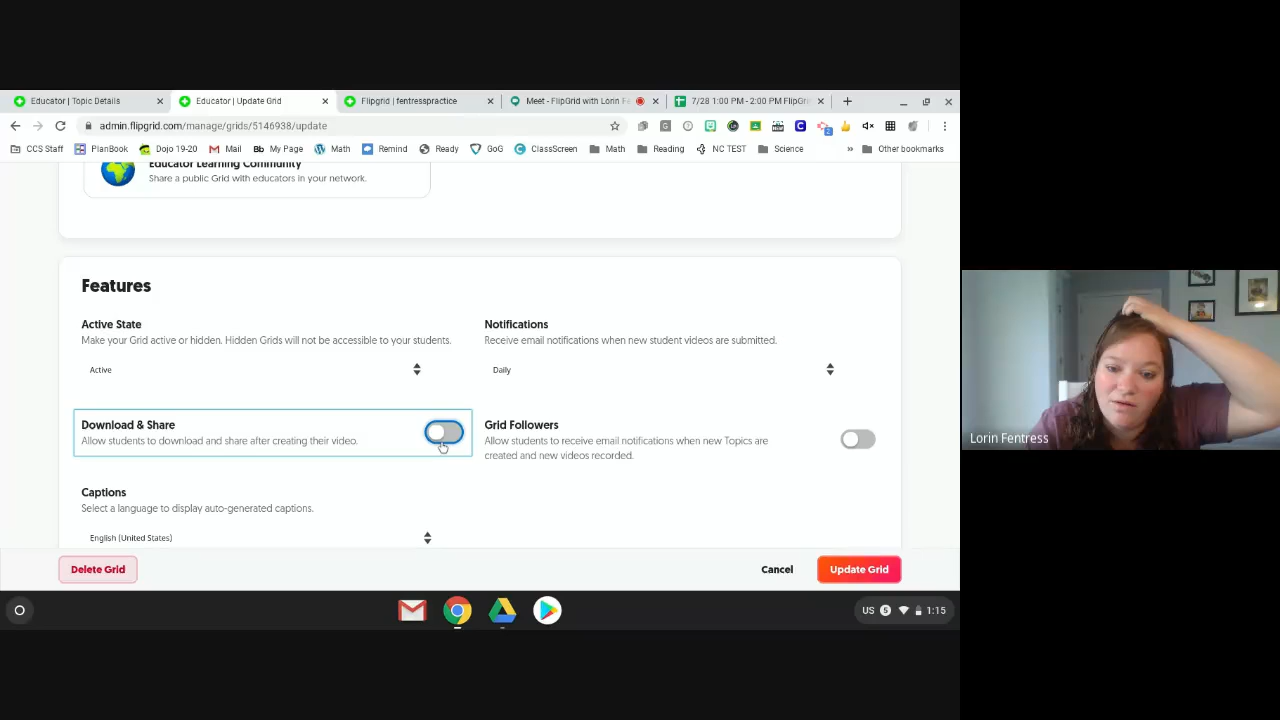 Educator | Topic Details
Educator | Update Grid
Flipgrid | fentresspractice
Meet - FlipGrid with Lorin Fe
7/28 1:00 PM - 2:00 PM FlipGri
admin.flipgrid.com/manage/grids/5146938/update
CCS Staff
PlanBook
Dojo 19-20
Mail
Bb My Page
Math
Remind
Ready
GoG
ClassScreen
Math
Reading
NC TEST
Science
»
Other bookmarks
Educator Learning Community
Share a public Grid with educators in your network.
Features
Active State
Make your Grid active or hidden. Hidden Grids will not be accessible to your students.
Active
Notifications
Receive email notifications when new student videos are submitted.
Daily
Download & Share
Allow students to download and share after creating their video.
Grid Followers
Allow students to receive email notifications when new Topics are
created and new videos recorded.
Captions
Select a language to display auto-generated captions.
English (United States)
Delete Grid
Cancel
Update Grid
US 5 1:15
Lorin Fentress